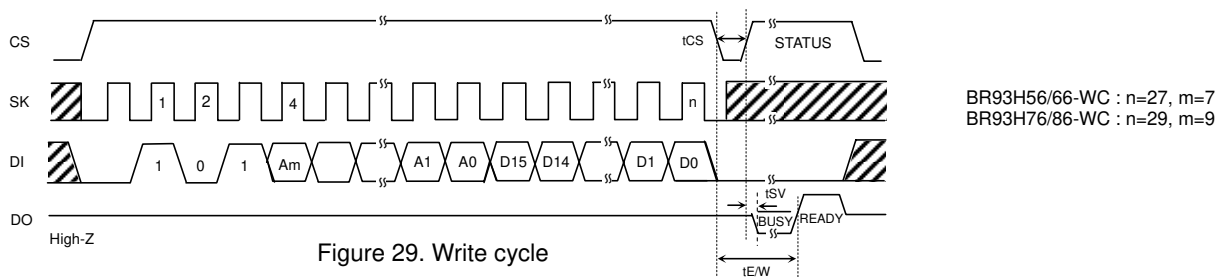 CS
tCS
STATUS
SK
1 2 4 n
BR93H56/66-WC : n=27, m=7
BR93H76/86-WC : n=29, m=9
DI
1 0 1 Am A1 A0 D15 D14 D1 D0
tSV
DO
BUSY READY
High-Z
Figure 29. Write cycle
tE/W